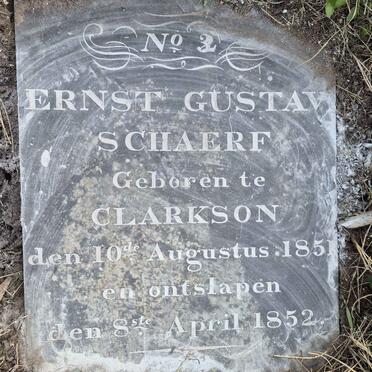 No 2
ERNST GUSTAV
SCHAERF
Geboren te
CLARKSON
den 10de Augustus 1851
en ontslapen
den 8ste April 1852